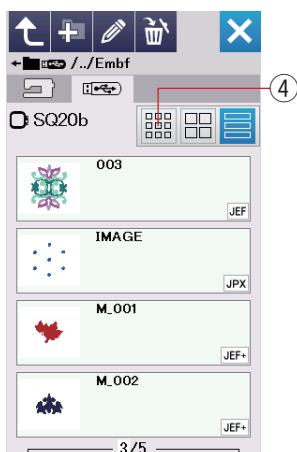 /../Embf
④
SQ20b
003
JEF
IMAGE
JPX
M_001
JEF+
M_002
JEF+
3/5